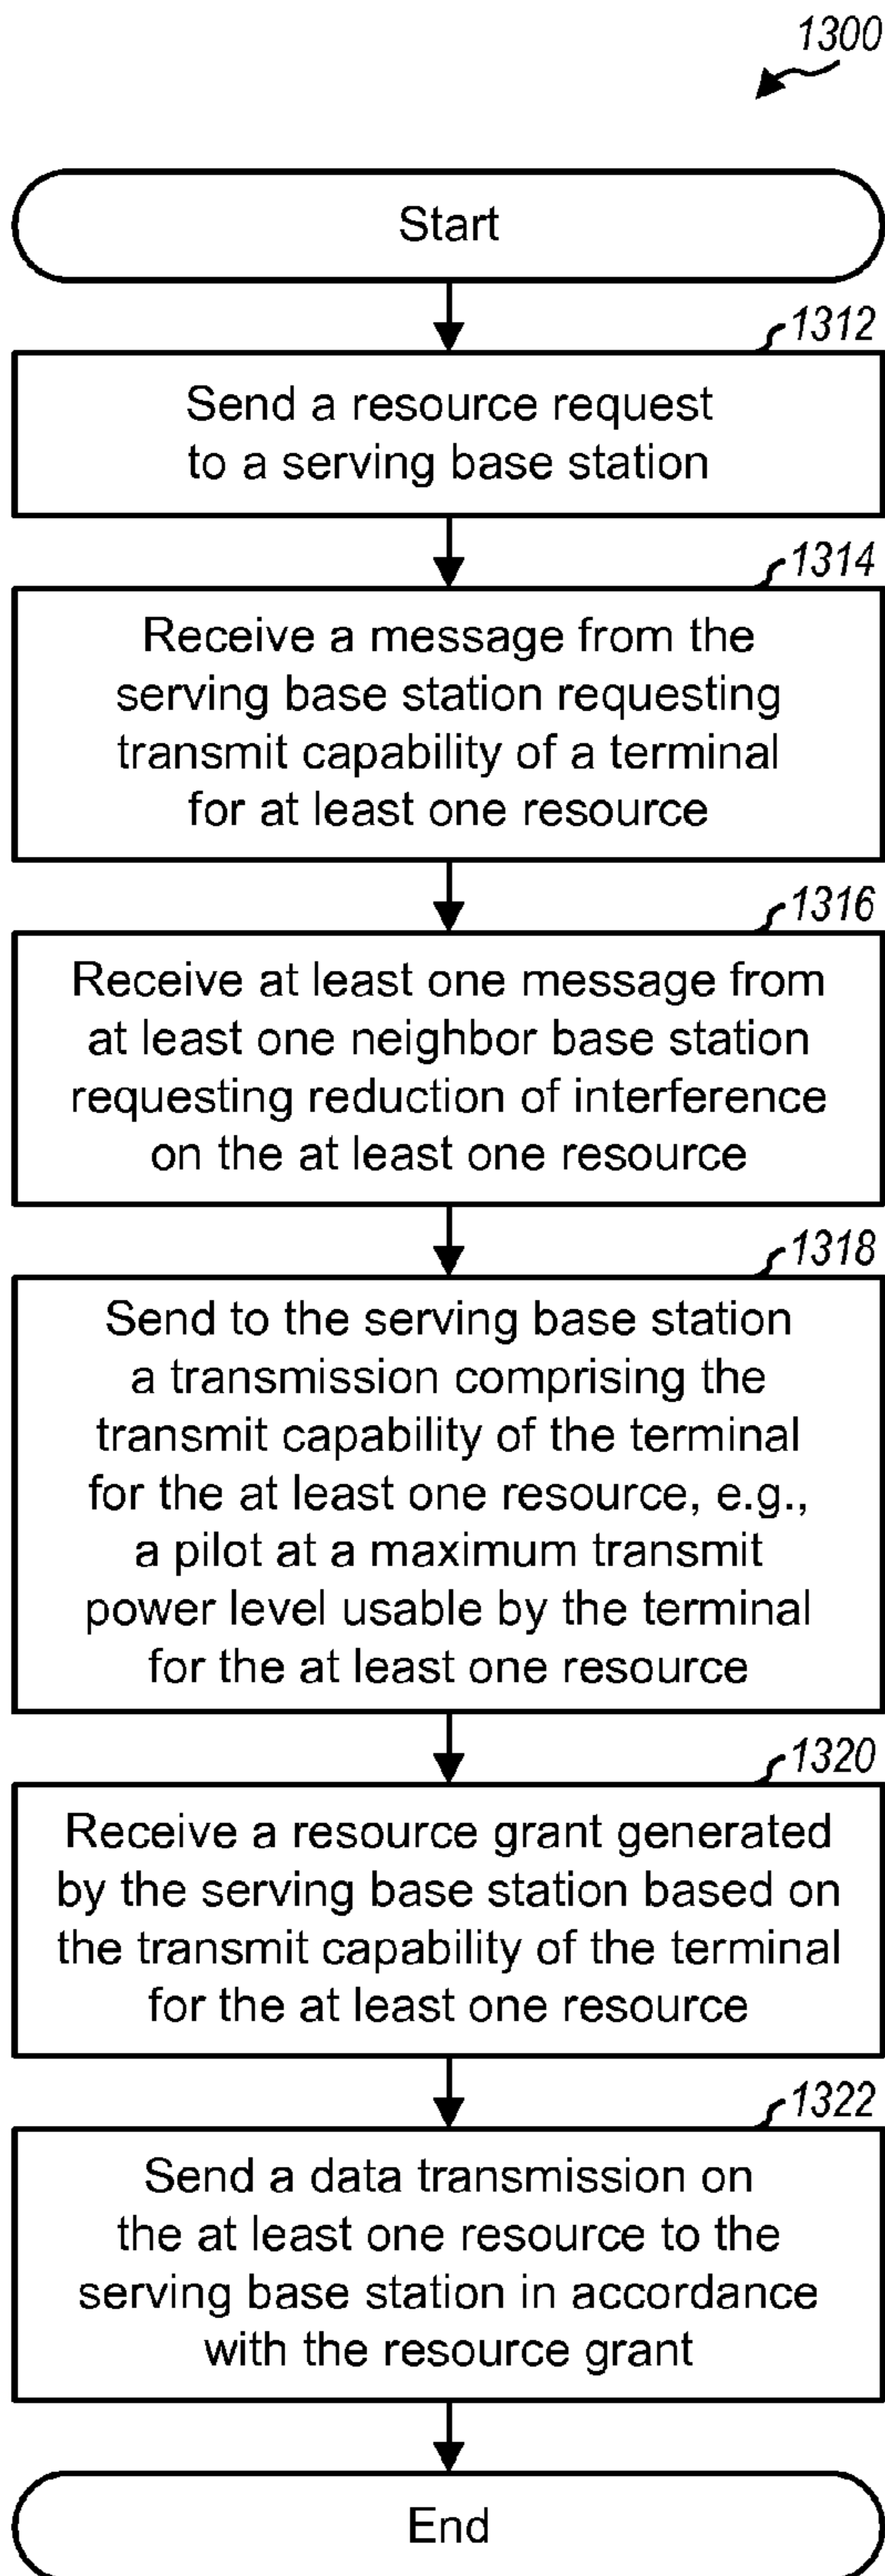 1300
Start
1312
Send a resource request
to a serving base station
1314
Receive a message from the
serving base station requesting
transmit capability of a terminal
for at least one resource
1316
Receive at least one message from
at least one neighbor base station
requesting reduction of interference
on the at least one resource
1318
Send to the serving base station
a transmission comprising the
transmit capability of the terminal
for the at least one resource, e.g.,
a pilot at a maximum transmit
power level usable by the terminal
for the at least one resource
1320
Receive a resource grant generated
by the serving base station based on
the transmit capability of the terminal
for the at least one resource
1322
Send a data transmission on
the at least one resource to the
serving base station in accordance
with the resource grant
End